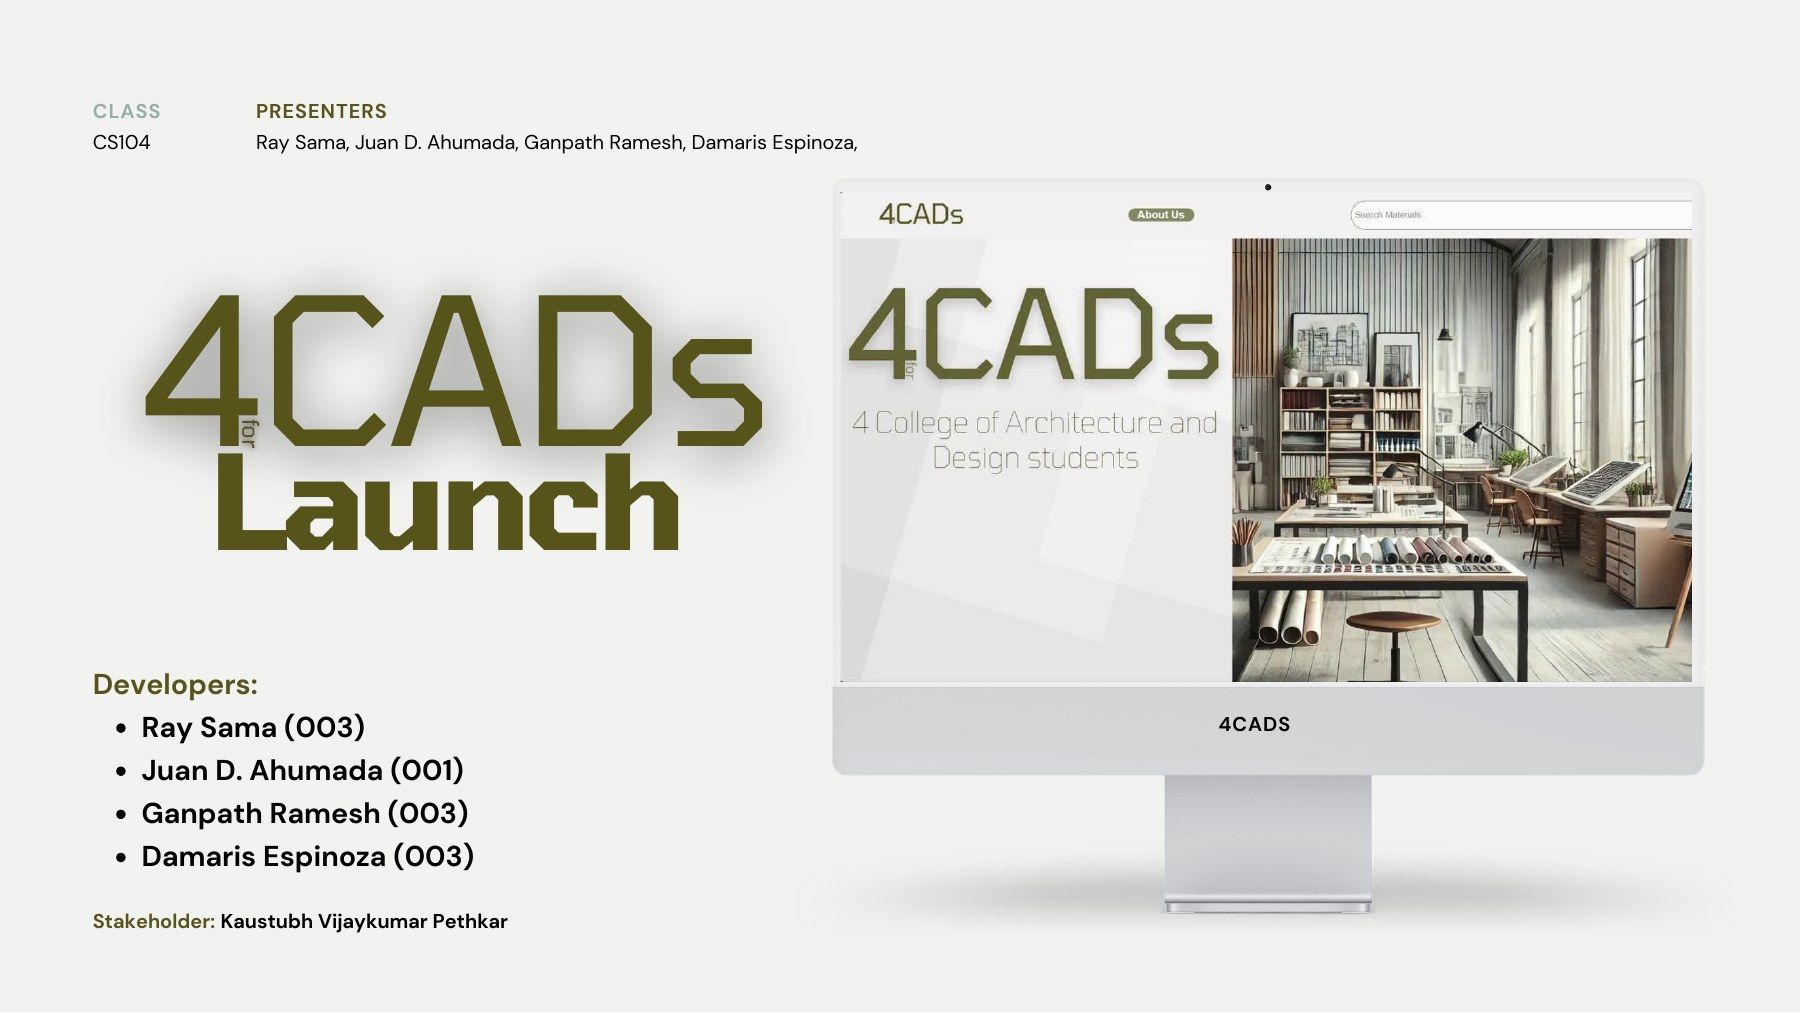 CLASS
CS104
PRESENTERS
Ray Sama, Juan D. Ahumada, Ganpath Ramesh, Damaris Espinoza,
4CADs
for
Launch
Developers:
• Ray Sama (003)
• Juan D. Ahumada (001)
• Ganpath Ramesh (003)
• Damaris Espinoza (003)
Stakeholder: Kaustubh Vijaykumar Pethkar
4CADs
About Us
Search Materials...
4CADs
for
4 College of Architecture and
Design students
4CADS